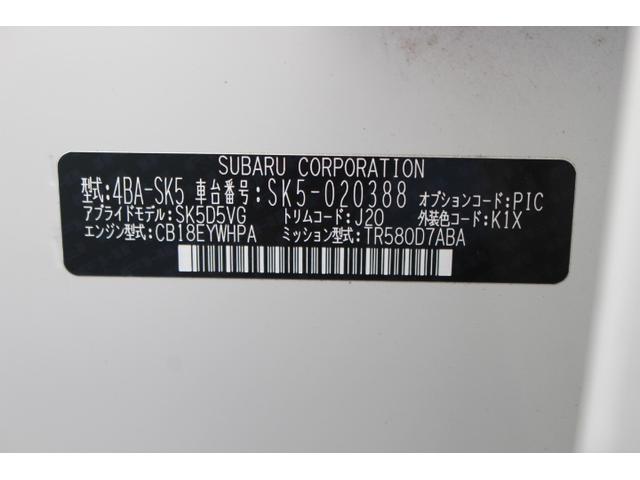 SUBARU CORPORATION
型式:4BA-SK5 車台番号:SK5-020388 オプションコード:PIC
アプライドモデル:SK5D5VG トリムコード:J20 外装色コード:K1X
エンジン型式:CB18EYWHPA ミッション型式:TR580D7ABA